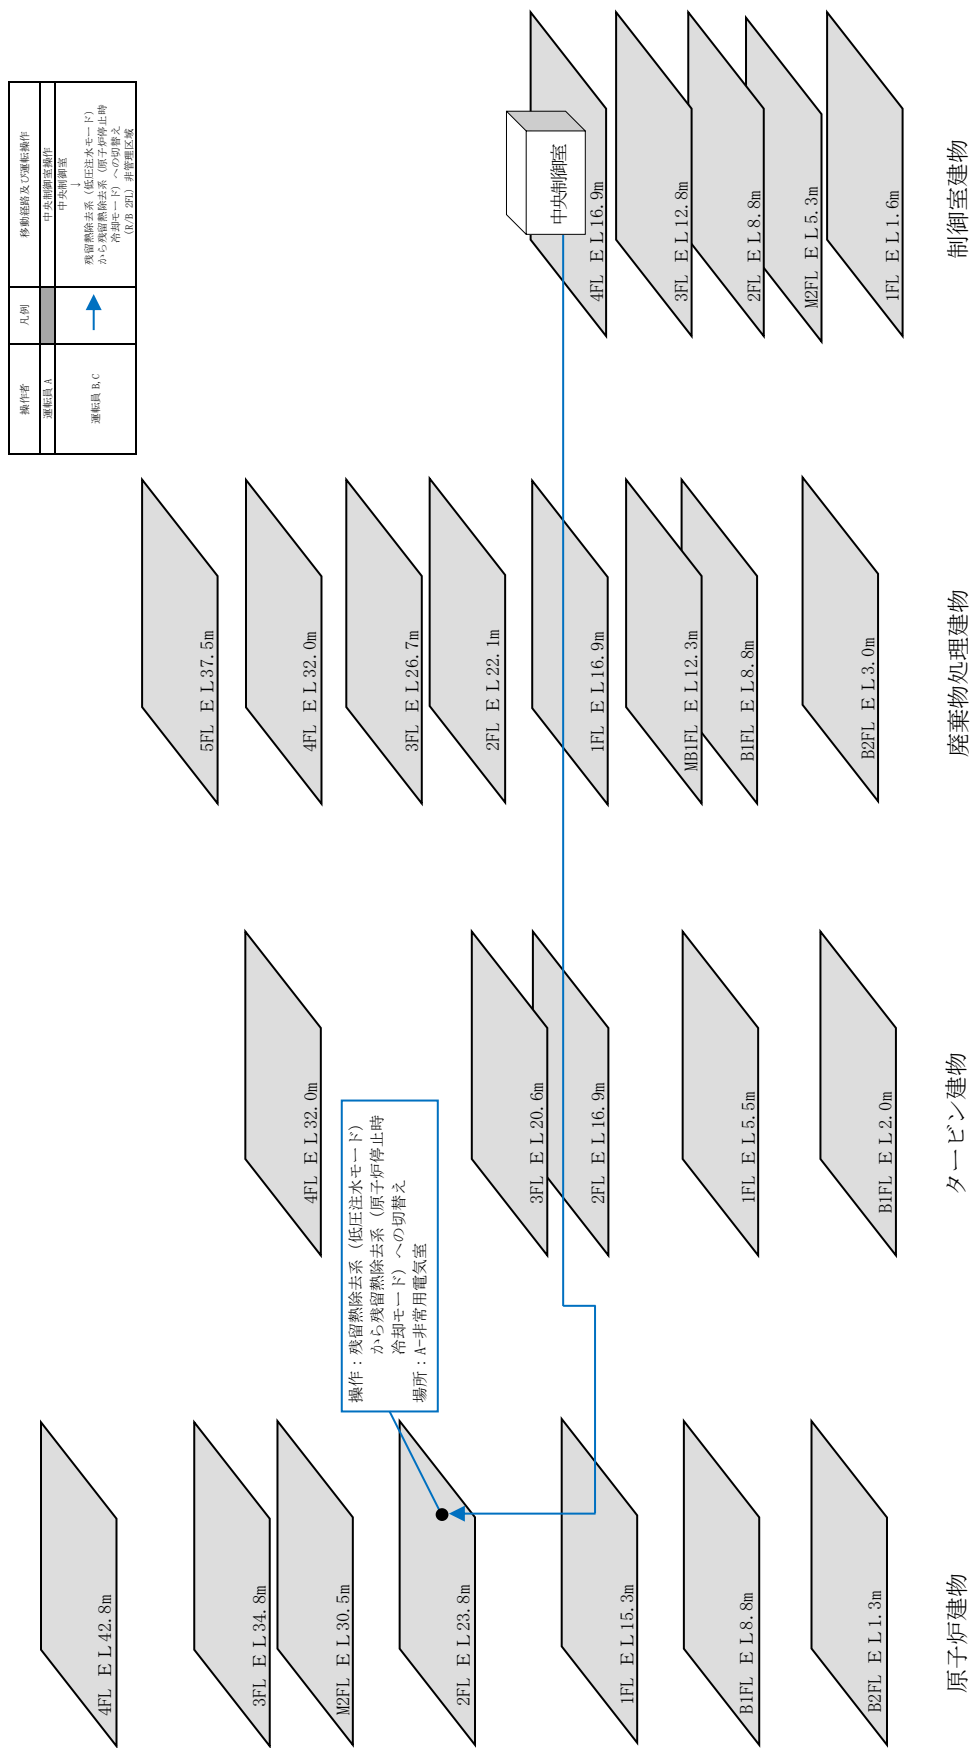 操作者 凡例 移動経路及び運転操作
運転員 A 中央制御室操作
運転員 B,C
中央制御室
↓
残留熱除去系（低圧注水モード）
から残留熱除去系（原子炉停止時
冷却モード）への切替え
（R/B 2FL）非管理区域
4FL ＥＬ42.8m
3FL ＥＬ34.8m
M2FL ＥＬ30.5m
2FL ＥＬ23.8m
1FL ＥＬ15.3m
B1FL ＥＬ8.8m
B2FL ＥＬ1.3m
原子炉建物
操作：残留熱除去系（低圧注水モード）
から残留熱除去系（原子炉停止時
冷却モード）への切替え
場所：A-非常用電気室
4FL ＥＬ32.0m
3FL ＥＬ20.6m
2FL ＥＬ16.9m
1FL ＥＬ5.5m
B1FL ＥＬ2.0m
タービン建物
5FL ＥＬ37.5m
4FL ＥＬ32.0m
3FL ＥＬ26.7m
2FL ＥＬ22.1m
1FL ＥＬ16.9m
MB1FL ＥＬ12.3m
B1FL ＥＬ8.8m
B2FL ＥＬ3.0m
廃棄物処理建物
中央制御室
4FL ＥＬ16.9m
3FL ＥＬ12.8m
2FL ＥＬ8.8m
M2FL ＥＬ5.3m
1FL ＥＬ1.6m
制御室建物